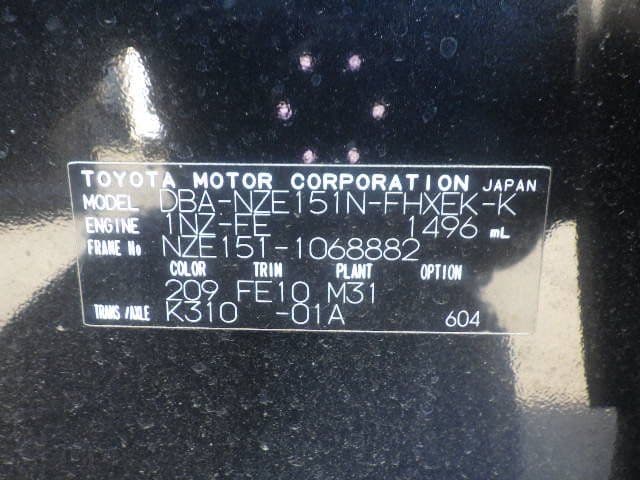 TOYOTA MOTOR CORPORATION JAPAN
MODEL DBA-NZE151N-FHXEK-K
ENGINE 1NZ-FE 1496 mL
FRAME No NZE151-1068882
COLOR TRIM PLANT OPTION
209 FE10 M31
TRANS/AXLE K310 -01A 604